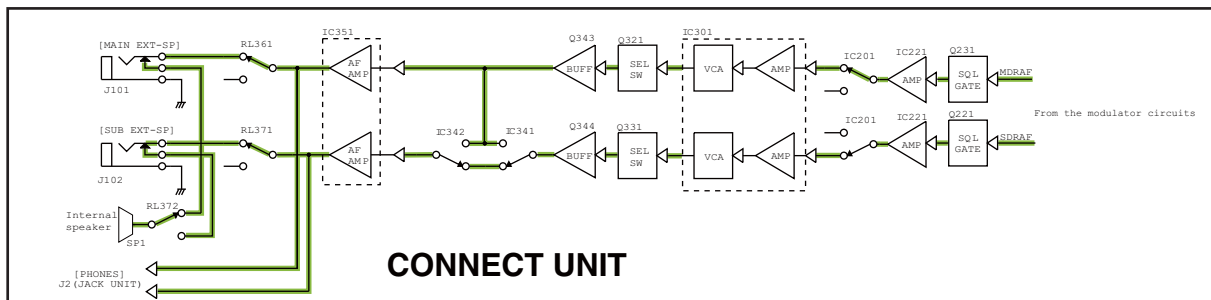 [MAIN EXT-SP]
J101
RL361
IC351
AF
AMP
Q343
BUFF
Q321
SEL
SW
IC301
VCA
AMP
IC201
IC221
AMP
Q231
SQL
GATE
MDRAF
From the modulator circuits
[SUB EXT-SP]
J102
RL371
AF
AMP
IC342
IC341
Q344
BUFF
Q331
SEL
SW
VCA
AMP
IC201
IC221
AMP
Q221
SQL
GATE
SDRAF
Internal
speaker
SP1
RL372
[PHONES]
J2(JACK UNIT)
CONNECT UNIT